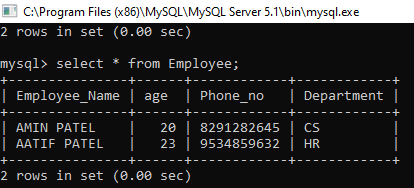 C:\Program Files (x86)\MySQL\MySQL Server 5.1\bin\mysql.exe
2 rows in set (0.00 sec)
mysql> select * from Employee;
+---------------+------+------------+------------+
| Employee_Name | age  | Phone_no   | Department |
+---------------+------+------------+------------+
| AMIN PATEL    |   20 | 8291282645 | CS         |
| AATIF PATEL   |   23 | 9534859632 | HR         |
+---------------+------+------------+------------+
2 rows in set (0.00 sec)